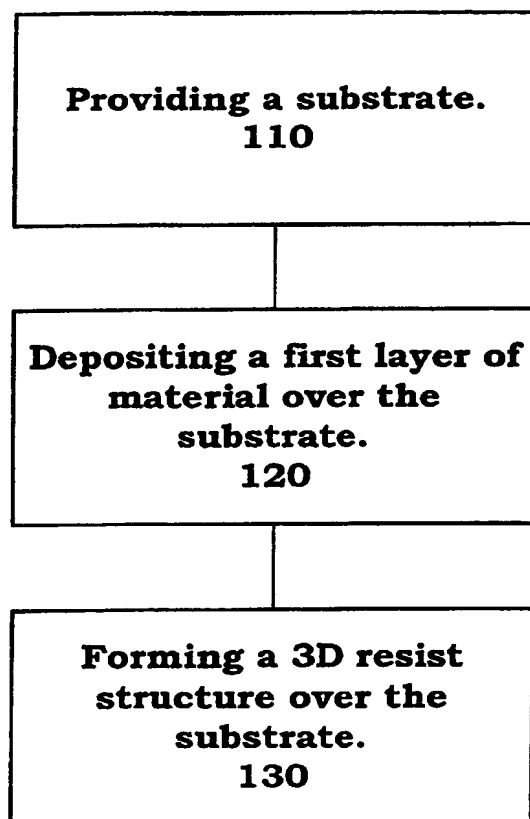 Providing a substrate.
110
Depositing a first layer of
material over the
substrate.
120
Forming a 3D resist
structure over the
substrate.
130